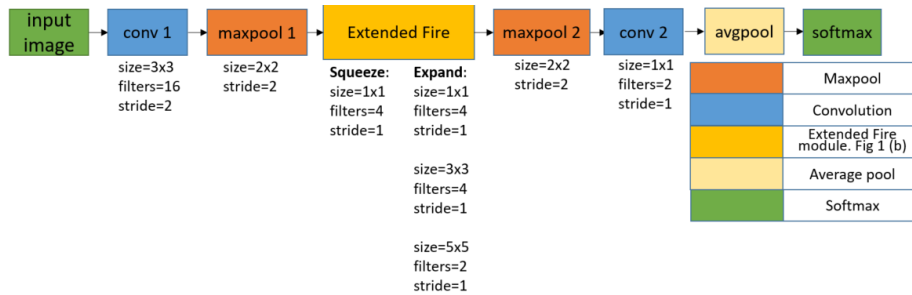 input
image
conv 1
maxpool 1
Extended Fire
maxpool 2
conv 2
avgpool
softmax
size=3x3
filters=16
stride=2
size=2x2
stride=2
Squeeze:
size=1x1
filters=4
stride=1
Expand:
size=1x1
filters=4
stride=1
size=3x3
filters=4
stride=1
size=5x5
filters=2
stride=1
size=2x2
stride=2
size=1x1
filters=2
stride=1
Maxpool
Convolution
Extended Fire
module. Fig 1 (b)
Average pool
Softmax